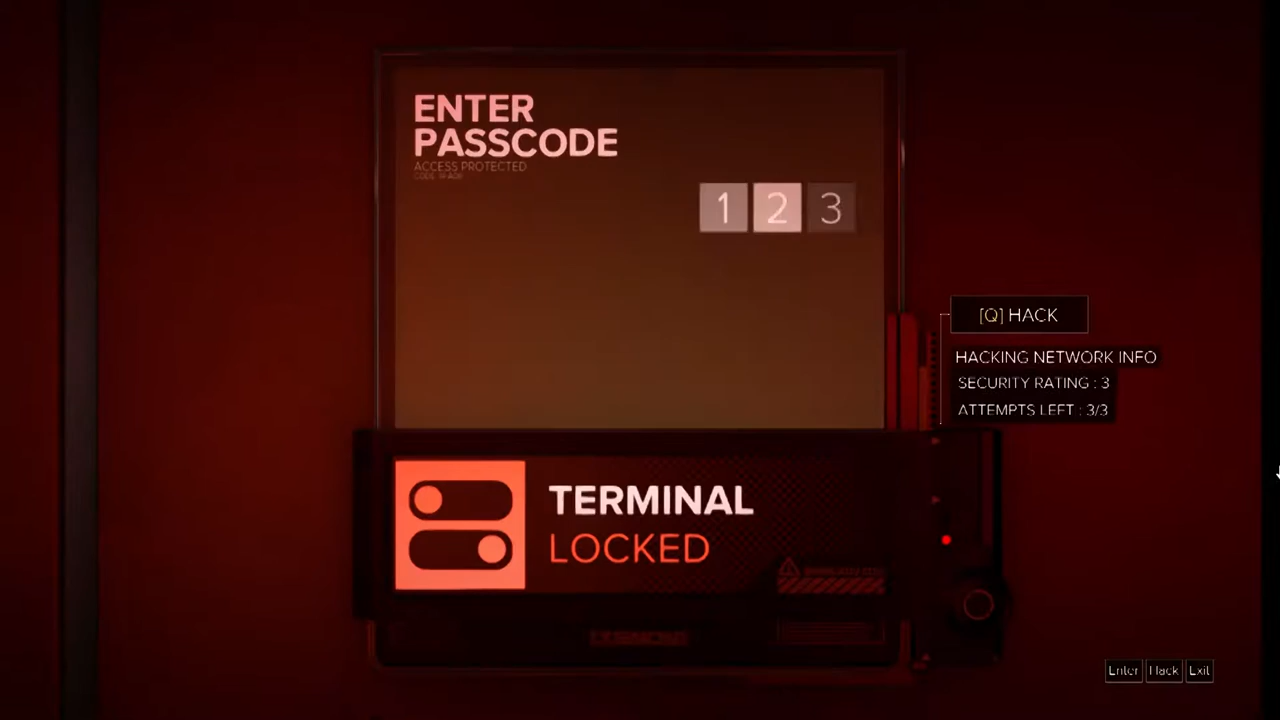 ENTER
PASSCODE
ACCESS PROTECTED
1 2 3
[Q] HACK
HACKING NETWORK INFO
SECURITY RATING : 3
ATTEMPTS LEFT : 3/3
TERMINAL
LOCKED
Enter Hack Exit